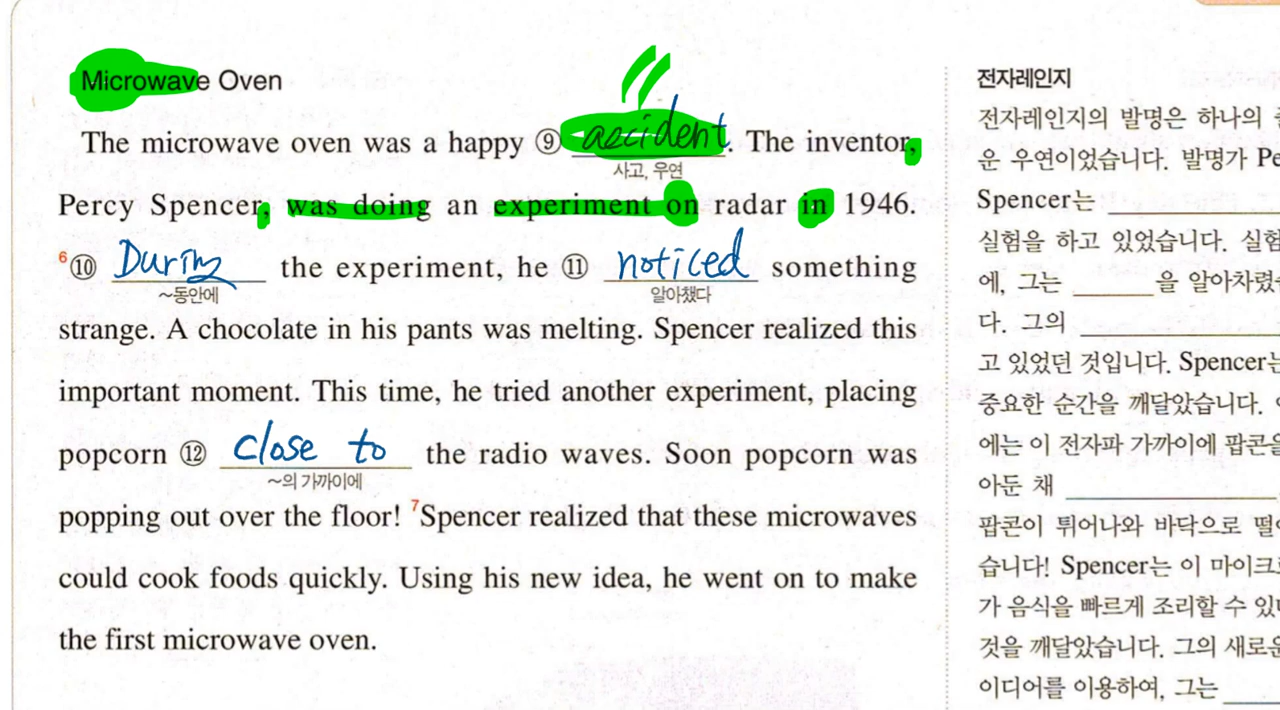 Microwave Oven
The microwave oven was a happy ⑨ accident. The inventor,
사고, 우연
Percy Spencer, was doing an experiment on radar in 1946.
6 ⑩ During the experiment, he ⑪ noticed something
~동안에 알아챘다
strange. A chocolate in his pants was melting. Spencer realized this
important moment. This time, he tried another experiment, placing
popcorn ⑫ close to the radio waves. Soon popcorn was
~의 가까이에
popping out over the floor! 7 Spencer realized that these microwaves
could cook foods quickly. Using his new idea, he went on to make
the first microwave oven.
전자레인지
전자레인지의 발명은 하나의
운 우연이었습니다. 발명가
Spencer는
실험을 하고 있었습니다. 실험
에, 그는 을
다. 그의
고 있었던 것입니다. Spencer는
중요한 순간을 깨달았습니다.
에는 이 전자파 가까이에 팝콘을
아둔 채
팝콘이 튀어나와 바닥으로
습니다! Spencer는 이
가 음식을 빠르게 조리할 수
것을 깨달았습니다. 그의 새로운
이디어를 이용하여, 그는